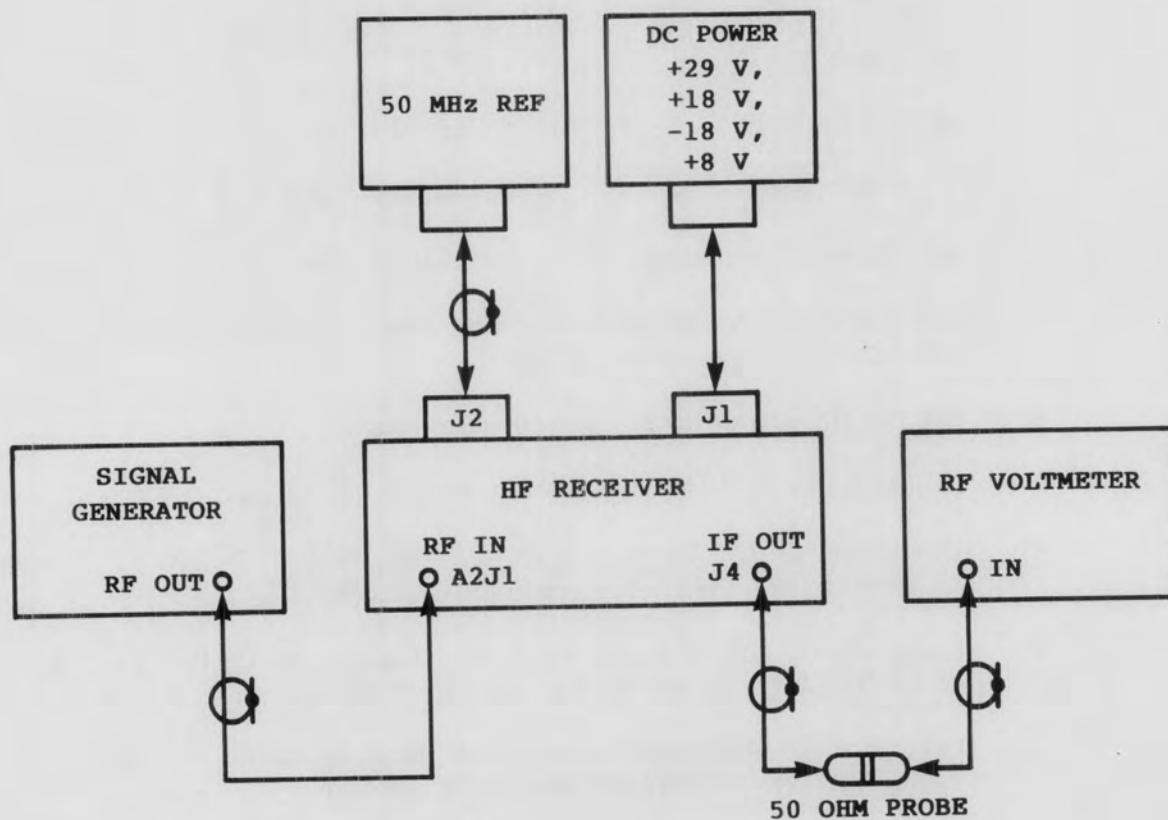 50 MHz REF
DC POWER
+29 V,
+18 V,
-18 V,
+8 V
J2
J1
SIGNAL
GENERATOR
RF OUT
HF RECEIVER
RF IN
A2J1
IF OUT
J4
RF VOLTMETER
IN
50 OHM PROBE